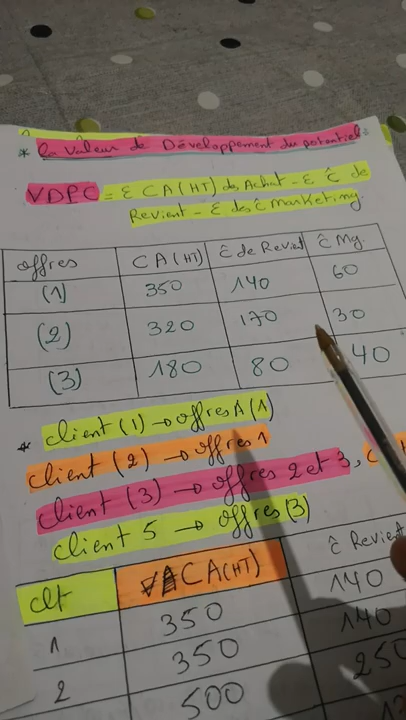 * la valeur de Développement du potentiel :
VDPC = Σ CA (HT) des Achat - Σ ĉ de
Revient - Σ des ĉ marketing.
offres CA (HT) ĉ de Revient ĉ Mg.
(1) 350 140 60
(2) 320 170 30
(3) 180 80 40
* client (1) → offres A (1)
client (2) → offres 1
client (3) → offres 2 et 3,
client 5 → offres (3)
clt CA (HT) ĉ Revient
1 350 140
2 350 140
500 250